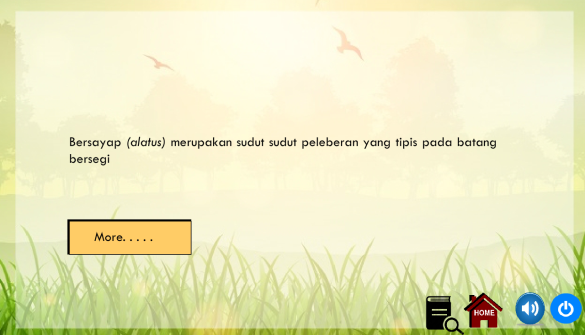 Bersayap (alatus) merupakan sudut sudut peleberan yang tipis pada batang
bersegi
More. . . . .
HOME